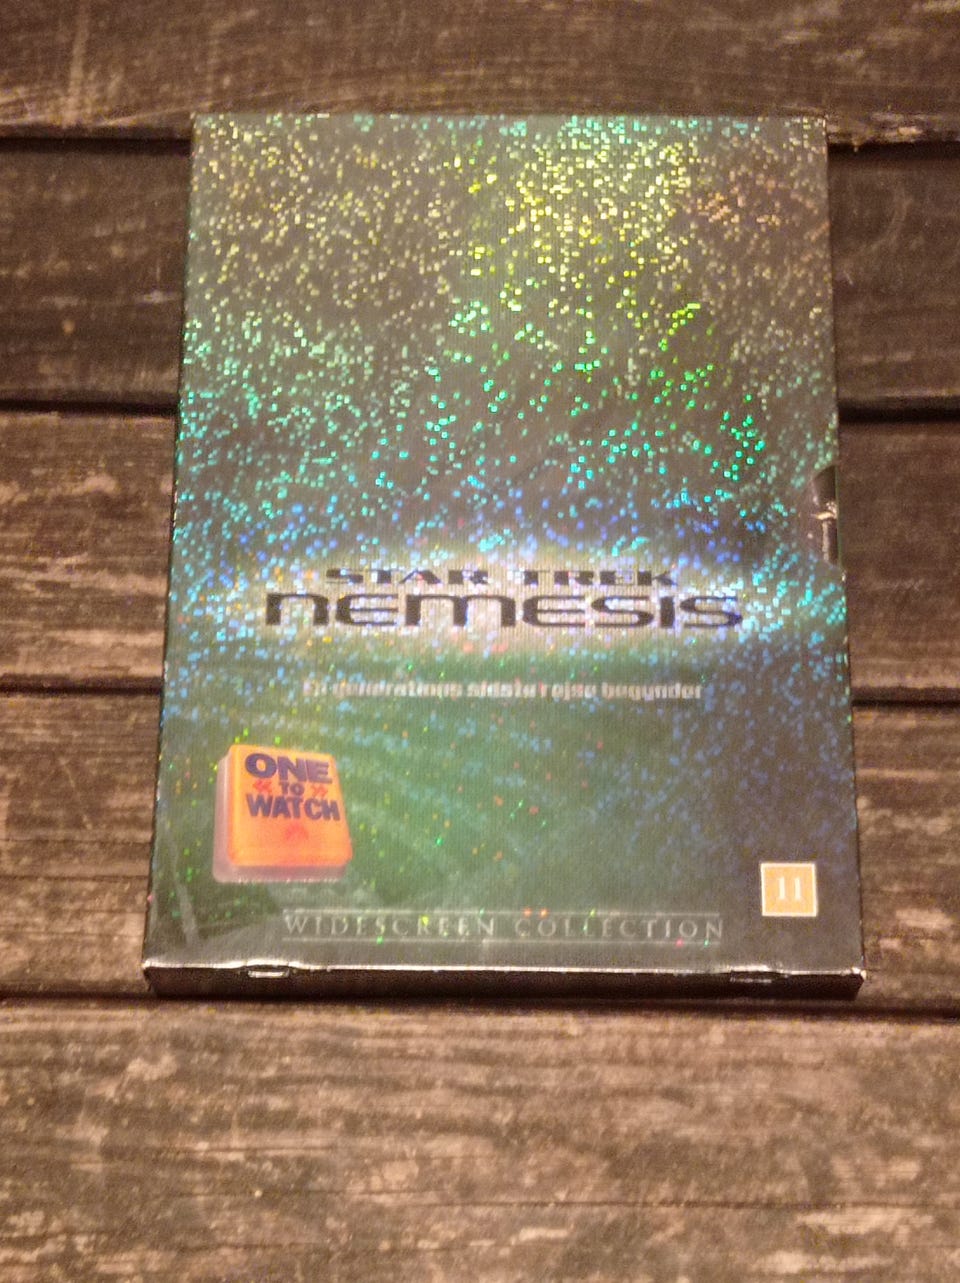 STAR TREK
nemesis
En generations sidste rejse begynder
ONE
TO
WATCH
11
WIDESCREEN COLLECTION